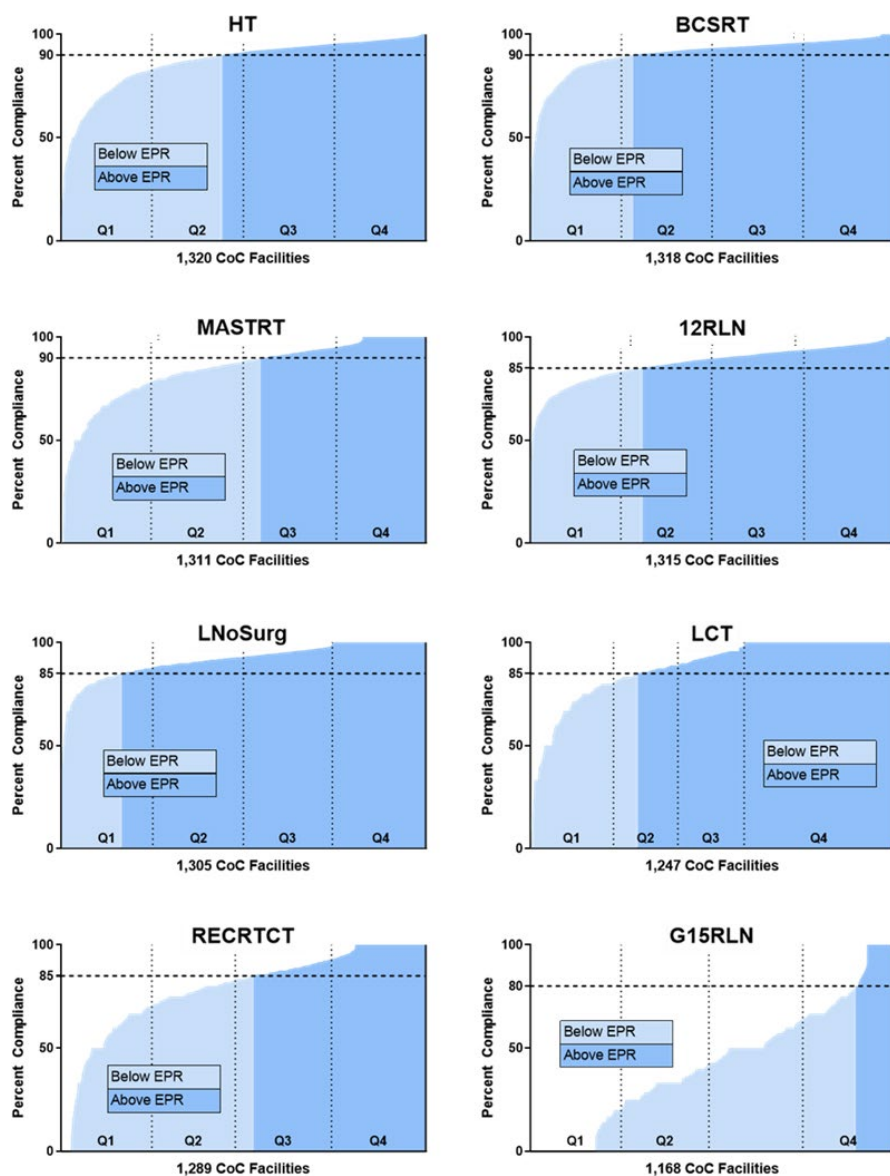 HT
100
90
50
0
Percent Compliance
Below EPR
Above EPR
Q1 Q2 Q3 Q4
1,320 CoC Facilities
BCSRT
100
90
50
0
Percent Compliance
Below EPR
Above EPR
Q1 Q2 Q3 Q4
1,318 CoC Facilities
MASTRT
100
90
50
0
Percent Compliance
Below EPR
Above EPR
Q1 Q2 Q3 Q4
1,311 CoC Facilities
12RLN
100
85
50
0
Percent Compliance
Below EPR
Above EPR
Q1 Q2 Q3 Q4
1,315 CoC Facilities
LNoSurg
100
85
50
0
Percent Compliance
Below EPR
Above EPR
Q1 Q2 Q3 Q4
1,305 CoC Facilities
LCT
100
85
50
0
Percent Compliance
Below EPR
Above EPR
Q1 Q2 Q3 Q4
1,247 CoC Facilities
RECRTCT
100
85
50
0
Percent Compliance
Below EPR
Above EPR
Q1 Q2 Q3 Q4
1,289 CoC Facilities
G15RLN
100
80
50
0
Percent Compliance
Below EPR
Above EPR
Q1 Q2 Q3 Q4
1,168 CoC Facilities